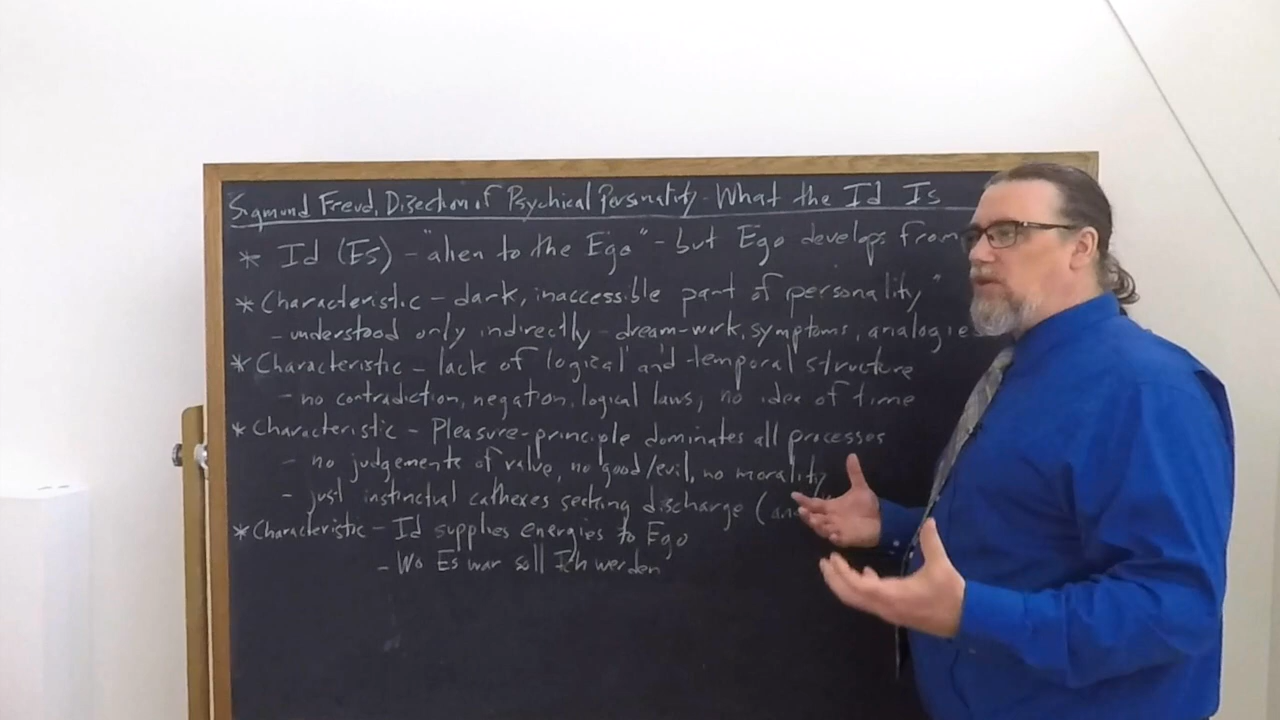 Sigmund Freud, Disection of Psychical Personality - What the Id Is
* Id (Es) - "alien to the Ego" - but Ego develops from
* Characteristic - dark, inaccessible part of personality"
- understood only indirectly - dream-work, symptoms, analogies
* Characteristic - lack of logical and temporal structure
- no contradiction, negation, logical laws, no idea of time
* Characteristic - Pleasure-principle dominates all processes
- no judgements of value, no good/evil, no morality
- just instinctual cathexes seeking discharge
* Characteristic - Id supplies energies to Ego
- Wo Es war soll Ich werden